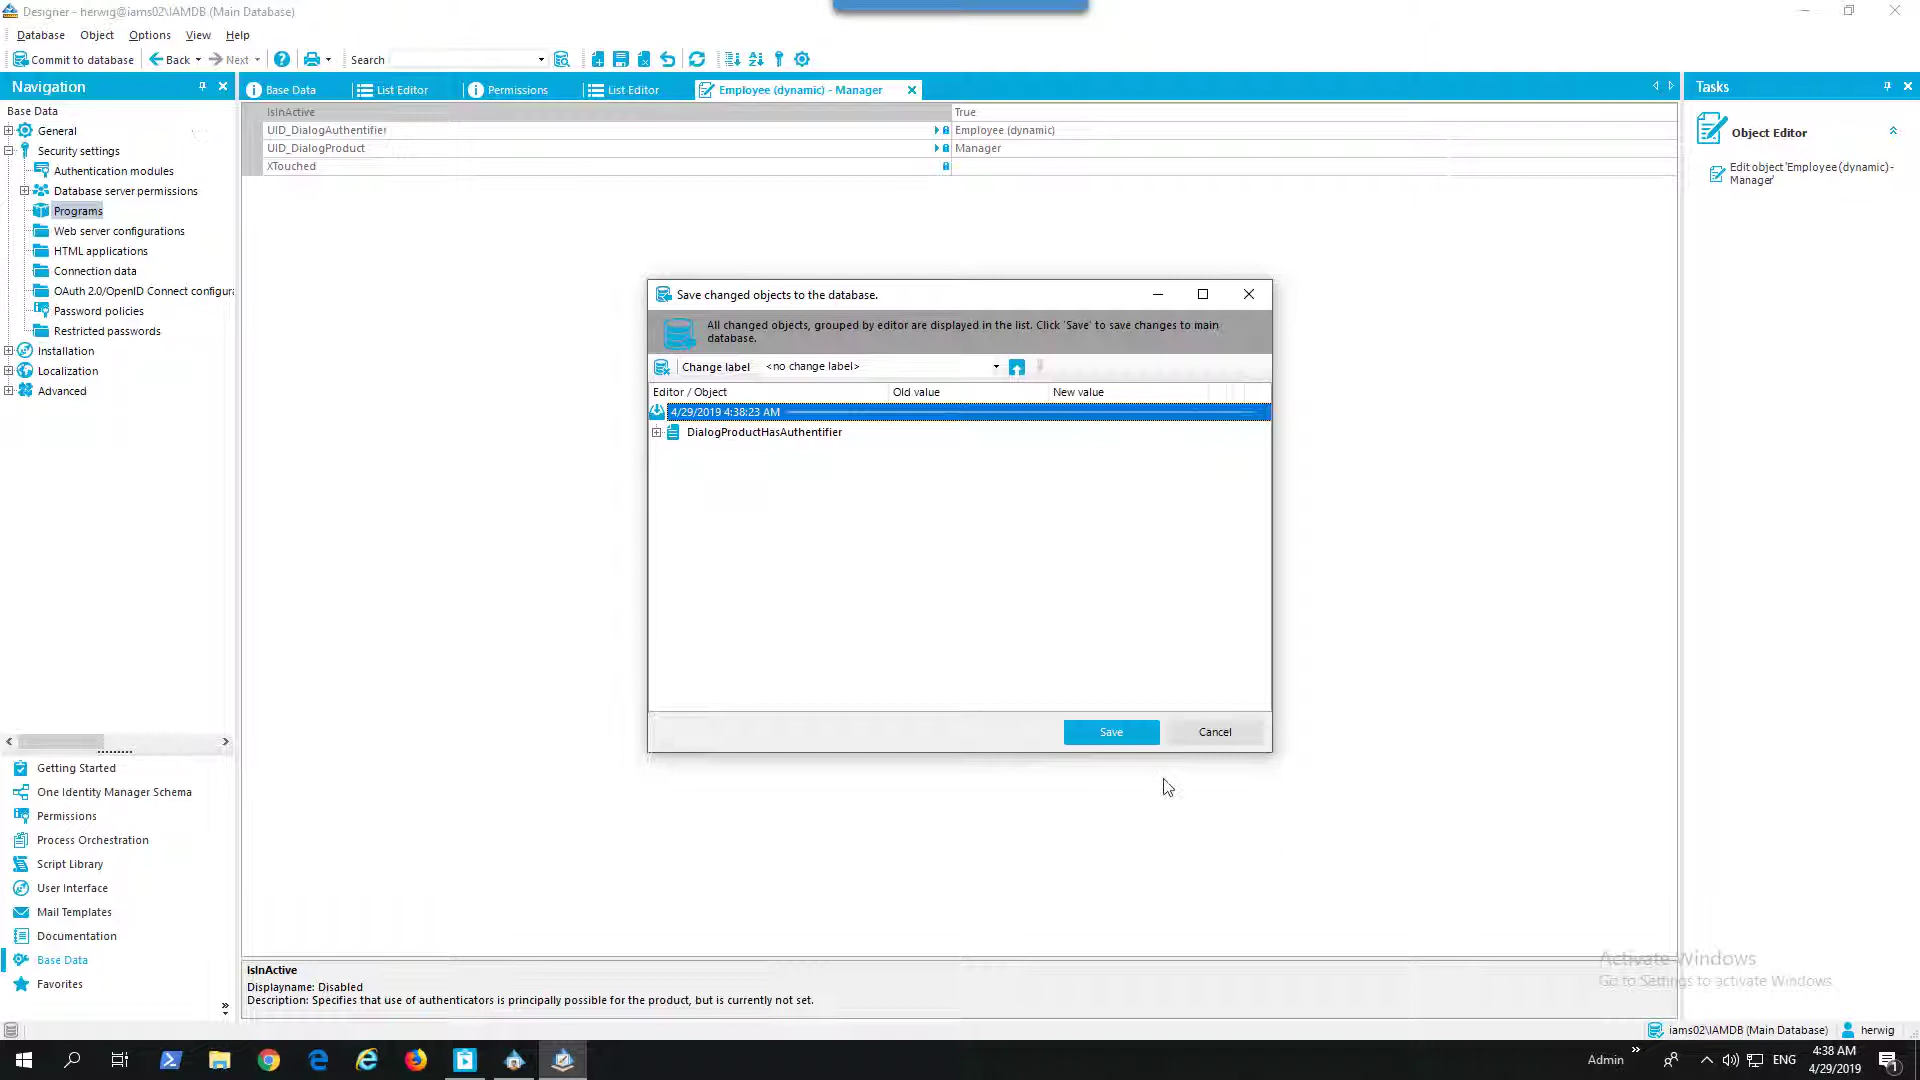 Designer - herwig@iams02\IAMDB (Main Database)
Database Object Options View Help
Commit to database Back Next Search
Navigation
Base Data
General
Security settings
Authentication modules
Database server permissions
Programs
Web server configurations
HTML applications
Connection data
OAuth 2.0/OpenID Connect configura
Password policies
Restricted passwords
Installation
Localization
Advanced
Getting Started
One Identity Manager Schema
Permissions
Process Orchestration
Script Library
User Interface
Mail Templates
Documentation
Base Data
Favorites
Base Data List Editor Permissions List Editor Employee (dynamic) - Manager
IsInActive True
UID_DialogAuthentifier Employee (dynamic)
UID_DialogProduct Manager
XTouched
Save changed objects to the database.
All changed objects, grouped by editor are displayed in the list. Click 'Save' to save changes to main
database.
Change label <no change label>
Editor / Object Old value New value
4/29/2019 4:38:23 AM
DialogProductHasAuthentifier
Save Cancel
IsInActive
Displayname: Disabled
Description: Specifies that use of authenticators is principally possible for the product, but is currently not set.
Tasks
Object Editor
Edit object 'Employee (dynamic) -
Manager'
Activate Windows
Go to Settings to activate Windows.
iams02\IAMDB (Main Database) herwig
Admin ENG 4:38 AM
4/29/2019
1